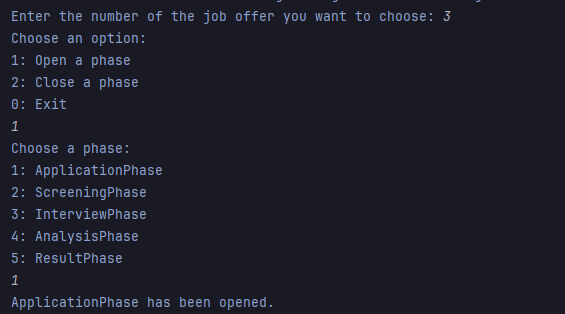 Enter the number of the job offer you want to choose: 3
Choose an option:
1: Open a phase
2: Close a phase
0: Exit
1
Choose a phase:
1: ApplicationPhase
2: ScreeningPhase
3: InterviewPhase
4: AnalysisPhase
5: ResultPhase
1
ApplicationPhase has been opened.